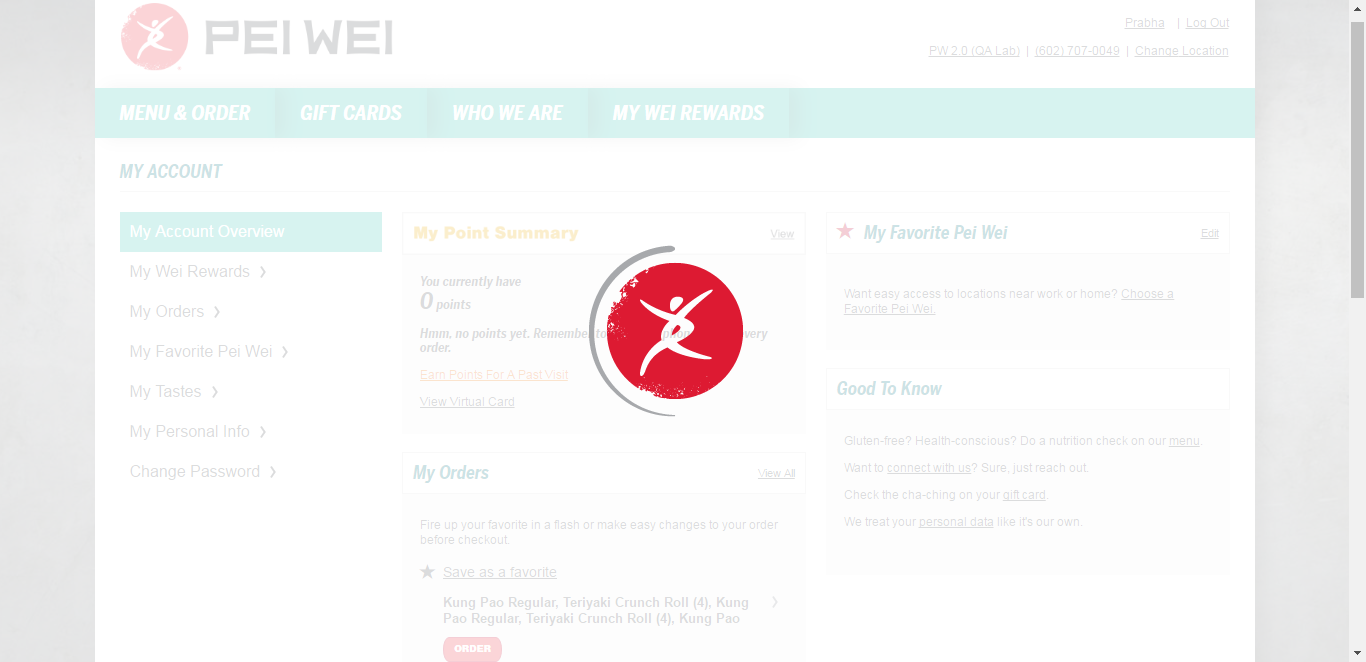 PEI WEI
Prabha | Log Out
PW 2.0 (QA Lab) | (602) 707-0049 | Change Location
MENU & ORDER GIFT CARDS WHO WE ARE MY WEI REWARDS
MY ACCOUNT
My Account Overview
My Wei Rewards
My Orders
My Favorite Pei Wei
My Tastes
My Personal Info
Change Password
My Point Summary View
You currently have
0 points
Hmm, no points yet. Remember to very
order.
Earn Points For A Past Visit
View Virtual Card
My Orders View All
Fire up your favorite in a flash or make easy changes to your order
before checkout.
Save as a favorite
Kung Pao Regular, Teriyaki Crunch Roll (4), Kung
Pao Regular, Teriyaki Crunch Roll (4), Kung Pao
ORDER
My Favorite Pei Wei Edit
Want easy access to locations near work or home? Choose a
Favorite Pei Wei.
Good To Know
Gluten-free? Health-conscious? Do a nutrition check on our menu.
Want to connect with us? Sure, just reach out.
Check the cha-ching on your gift card.
We treat your personal data like it's our own.